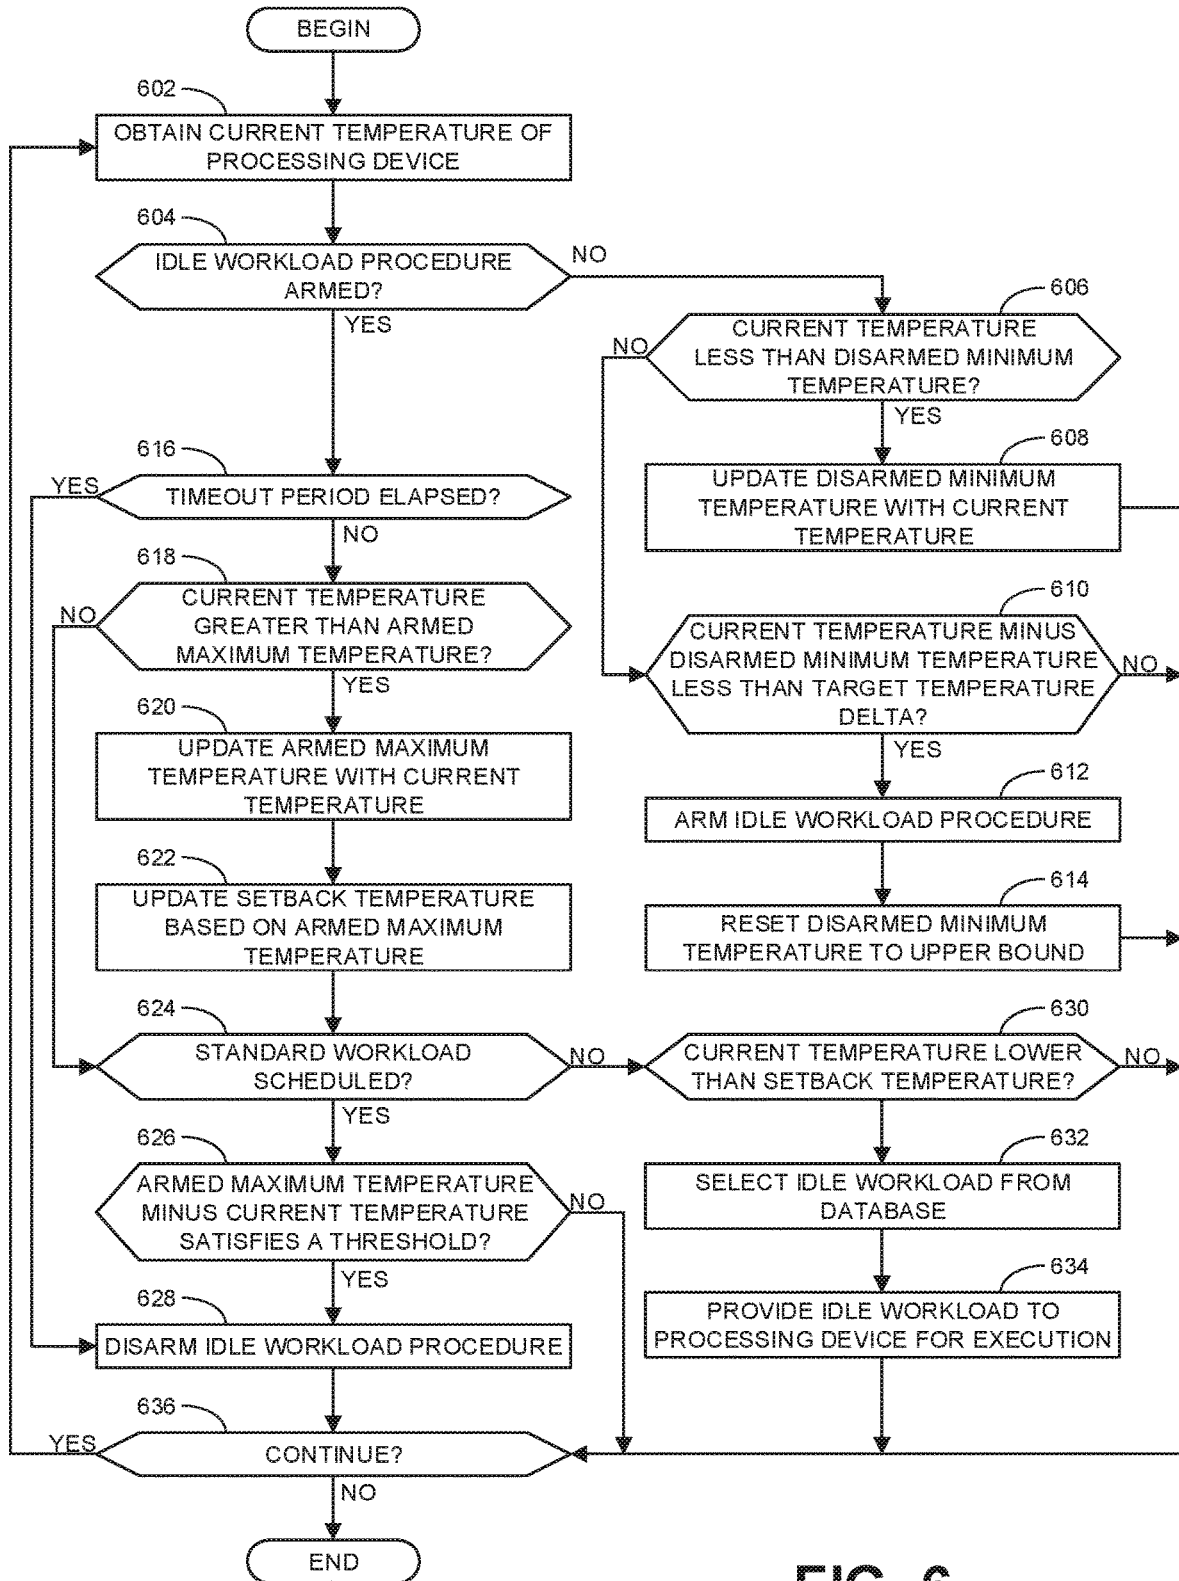 BEGIN
602
OBTAIN CURRENT TEMPERATURE OF
PROCESSING DEVICE
604
IDLE WORKLOAD PROCEDURE
ARMED?
NO
YES
606
CURRENT TEMPERATURE
LESS THAN DISARMED MINIMUM
TEMPERATURE?
NO
YES
608
UPDATE DISARMED MINIMUM
TEMPERATURE WITH CURRENT
TEMPERATURE
610
CURRENT TEMPERATURE MINUS
DISARMED MINIMUM TEMPERATURE
LESS THAN TARGET TEMPERATURE
DELTA?
NO
YES
612
ARM IDLE WORKLOAD PROCEDURE
614
RESET DISARMED MINIMUM
TEMPERATURE TO UPPER BOUND
616
TIMEOUT PERIOD ELAPSED?
YES
NO
618
CURRENT TEMPERATURE
GREATER THAN ARMED
MAXIMUM TEMPERATURE?
NO
YES
620
UPDATE ARMED MAXIMUM
TEMPERATURE WITH CURRENT
TEMPERATURE
622
UPDATE SETBACK TEMPERATURE
BASED ON ARMED MAXIMUM
TEMPERATURE
624
STANDARD WORKLOAD
SCHEDULED?
NO
YES
626
ARMED MAXIMUM TEMPERATURE
MINUS CURRENT TEMPERATURE
SATISFIES A THRESHOLD?
NO
YES
628
DISARM IDLE WORKLOAD PROCEDURE
630
CURRENT TEMPERATURE LOWER
THAN SETBACK TEMPERATURE?
NO
632
SELECT IDLE WORKLOAD FROM
DATABASE
634
PROVIDE IDLE WORKLOAD TO
PROCESSING DEVICE FOR EXECUTION
636
CONTINUE?
YES
NO
END
FIG. 6